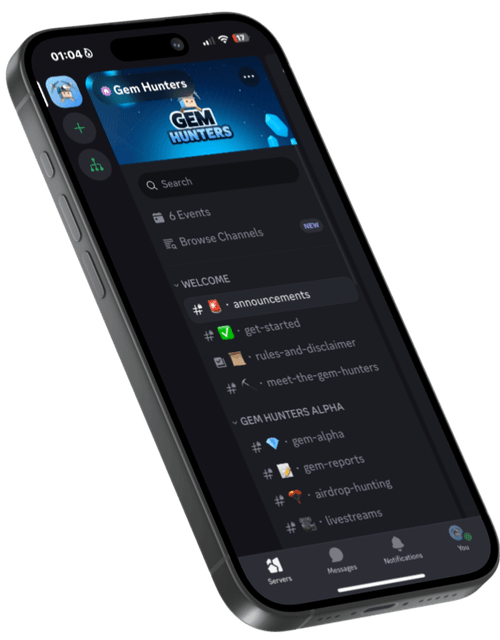 01:04
17
Gem Hunters
GEM
HUNTERS
Search
6 Events
Browse Channels
NEW
WELCOME
announcements
get-started
rules-and-disclaimer
meet-the-gem-hunters
GEM HUNTERS ALPHA
gem-alpha
gem-reports
airdrop-hunting
livestreams
Servers
Messages
Notifications
You